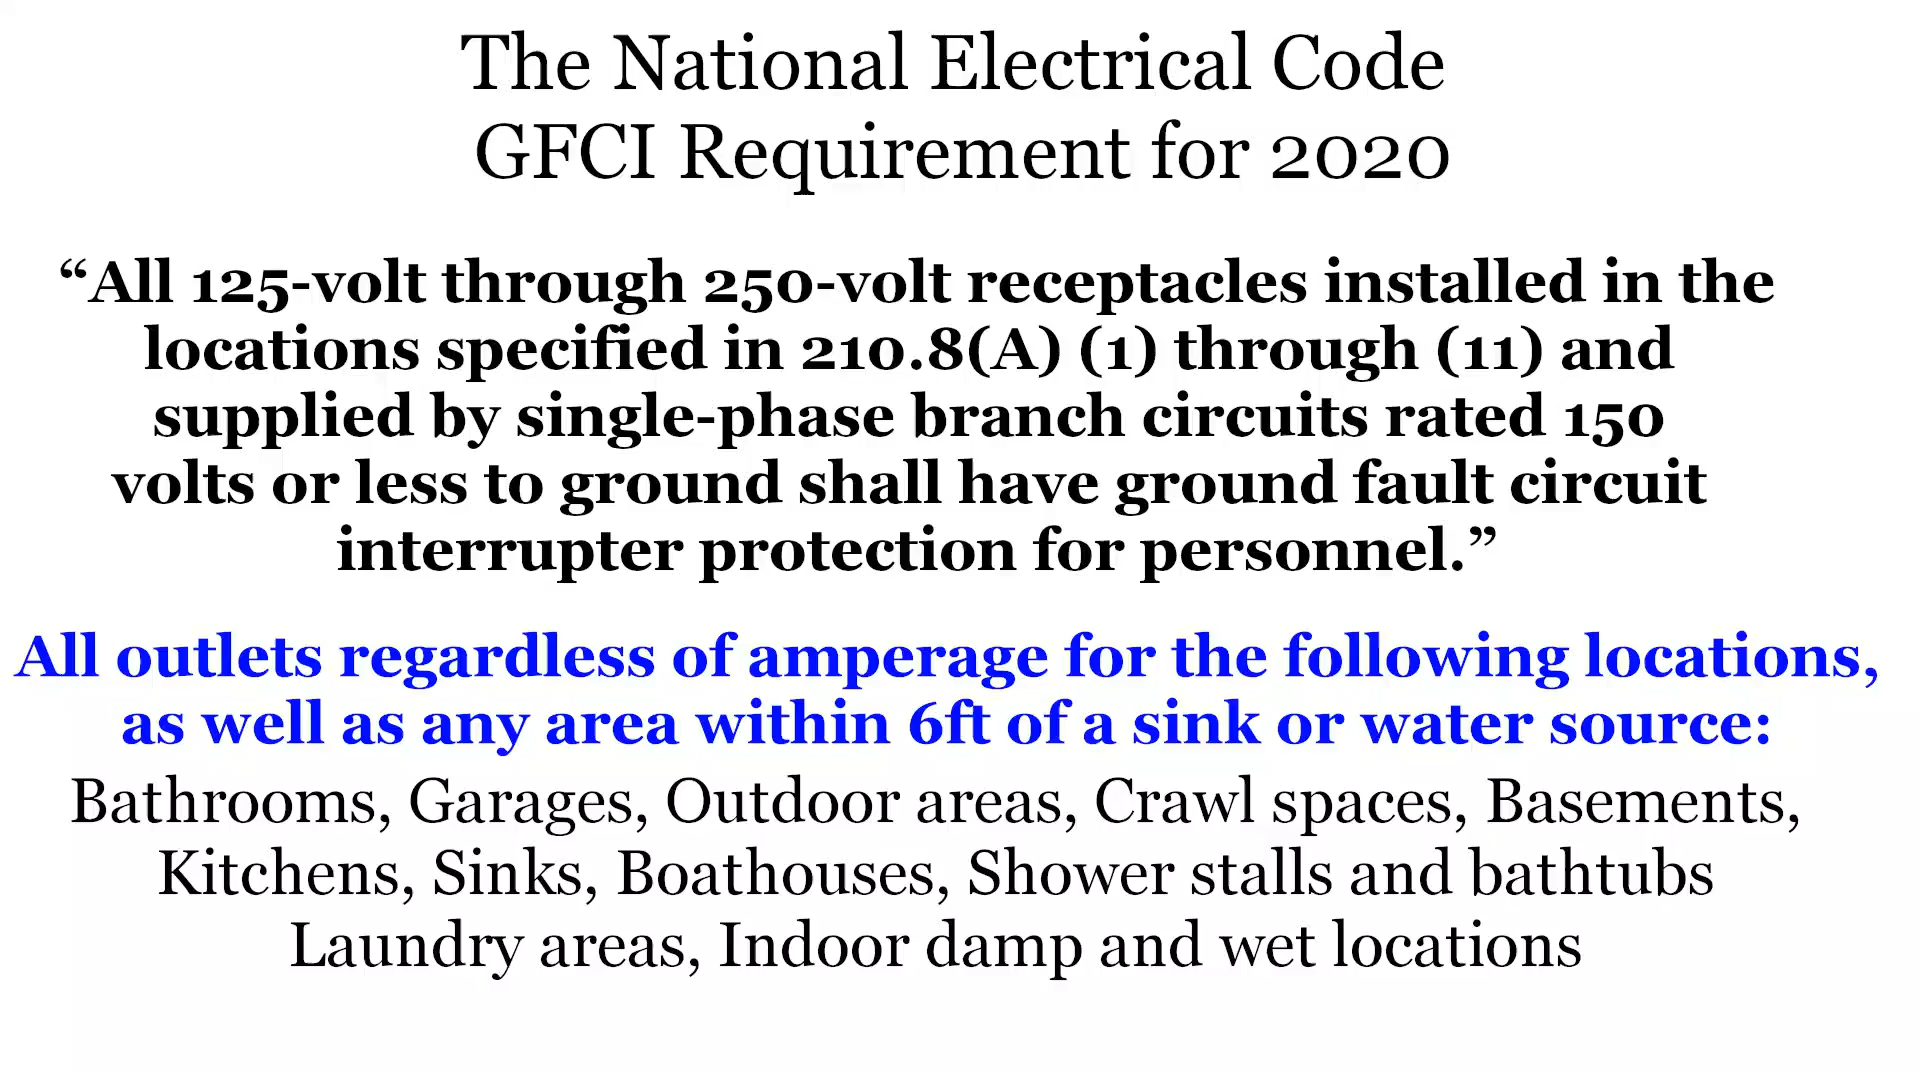 The National Electrical Code
GFCI Requirement for 2020
“All 125-volt through 250-volt receptacles installed in the
locations specified in 210.8(A) (1) through (11) and
supplied by single-phase branch circuits rated 150
volts or less to ground shall have ground fault circuit
interrupter protection for personnel.”
All outlets regardless of amperage for the following locations,
as well as any area within 6ft of a sink or water source:
Bathrooms, Garages, Outdoor areas, Crawl spaces, Basements,
Kitchens, Sinks, Boathouses, Shower stalls and bathtubs
Laundry areas, Indoor damp and wet locations